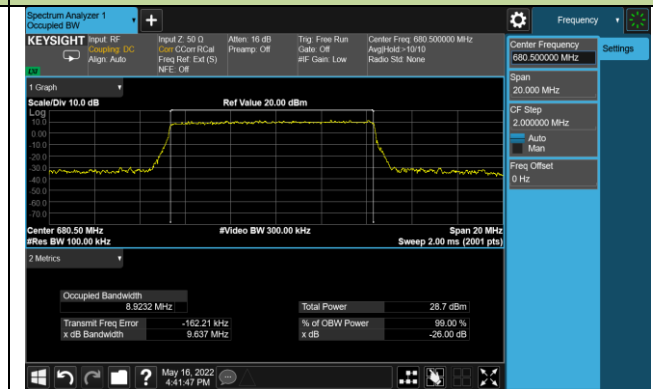 Spectrum Analyzer 1
Occupied BW
Frequency
KEYSIGHT
Input: RF
Coupling: DC
Align: Auto
Input Z: 50 Ω
Corr CCorr RCal
Freq Ref: Ext (S)
NFE: Off
Atten: 16 dB
Preamp: Off
Trig: Free Run
Gate: Off
#IF Gain: Low
Center Freq: 680.500000 MHz
Avg|Hold:>10/10
Radio Std: None
Center Frequency
680.500000 MHz
Settings
Span
20.000 MHz
CF Step
2.000000 MHz
Auto
Man
Freq Offset
0 Hz
1 Graph
Scale/Div 10.0 dB
Ref Value 20.00 dBm
Log
10.0
0.00
-10.0
-20.0
-30.0
-40.0
-50.0
-60.0
-70.0
Center 680.50 MHz
#Video BW 300.00 kHz
Span 20 MHz
#Res BW 100.00 kHz
Sweep 2.00 ms (2001 pts)
2 Metrics
Occupied Bandwidth
8.9232 MHz
Total Power
28.7 dBm
Transmit Freq Error
-162.21 kHz
% of OBW Power
99.00 %
x dB Bandwidth
9.637 MHz
x dB
-26.00 dB
May 16, 2022
4:41:47 PM